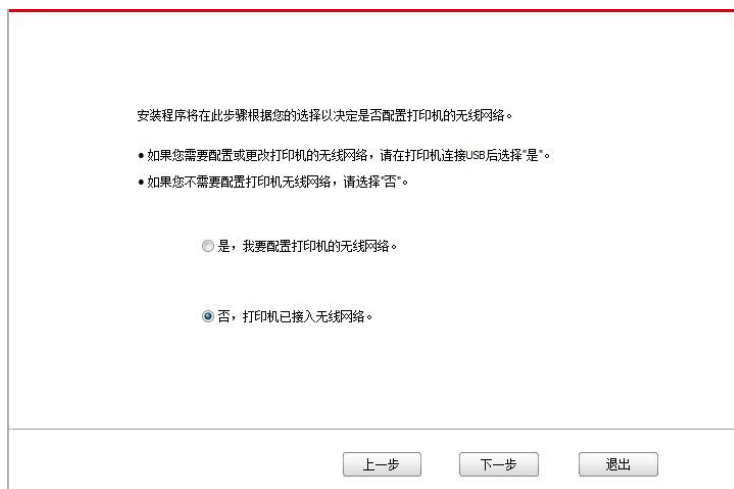 安装程序将在此步骤根据您的选择以决定是否配置打印机的无线网络。
• 如果您需要配置或更改打印机的无线网络，请在打印机连接USB后选择"是"。
• 如果您不需要配置打印机无线网络，请选择"否"。
是，我要配置打印机的无线网络。
否，打印机已接入无线网络。
上一步 下一步 退出